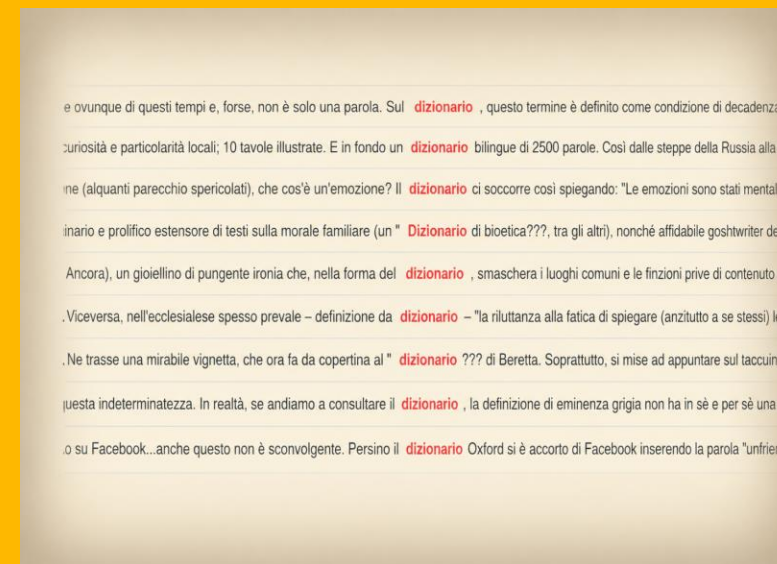 e ovunque di questi tempi e, forse, non è solo una parola. Sul dizionario , questo termine è definito come condizione di decadenza
curiosità e particolarità locali; 10 tavole illustrate. E in fondo un dizionario bilingue di 2500 parole. Così dalle steppe della Russia alla
ne (alquanti parecchio spericolati), che cos'è un'emozione? Il dizionario ci soccorre così spiegando: "Le emozioni sono stati mental
inario e prolifico estensore di testi sulla morale familiare (un " Dizionario di bioetica???, tra gli altri), nonché affidabile goshtwriter de
Ancora), un gioiellino di pungente ironia che, nella forma del dizionario , smaschera i luoghi comuni e le finzioni prive di contenuto
. Viceversa, nell'ecclesialese spesso prevale – definizione da dizionario – "la riluttanza alla fatica di spiegare (anzitutto a se stessi) l
. Ne trasse una mirabile vignetta, che ora fa da copertina al " dizionario ??? di Beretta. Soprattutto, si mise ad appuntare sul taccuin
questa indeterminatezza. In realtà, se andiamo a consultare il dizionario , la definizione di eminenza grigia non ha in sè e per sè una
o su Facebook...anche questo non è sconvolgente. Persino il dizionario Oxford si è accorto di Facebook inserendo la parola "unfrien